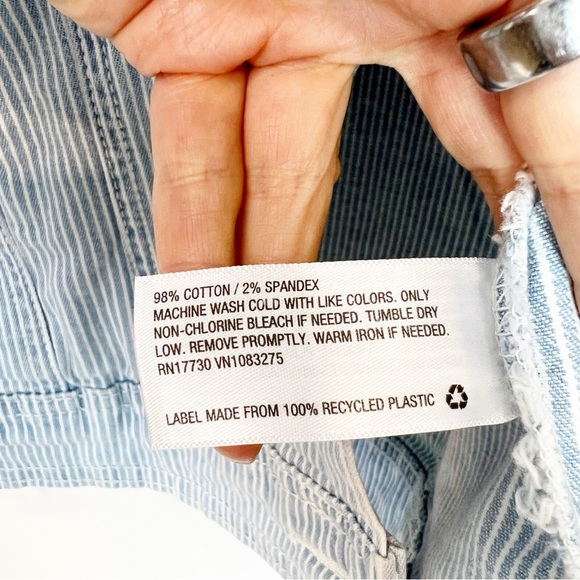 98% COTTON / 2% SPANDEX
MACHINE WASH COLD WITH LIKE COLORS. ONLY
NON-CHLORINE BLEACH IF NEEDED. TUMBLE DRY
LOW. REMOVE PROMPTLY. WARM IRON IF NEEDED.
RN17730 VN1083275
LABEL MADE FROM 100% RECYCLED PLASTIC